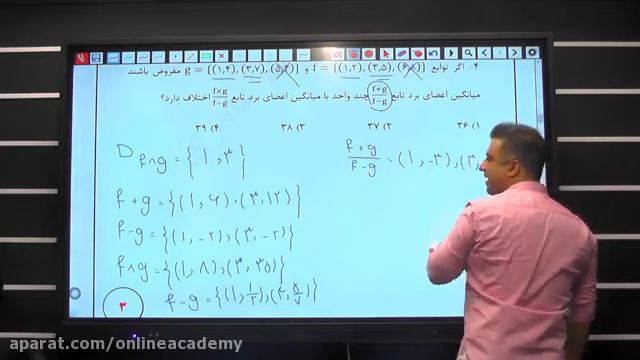 ۴- اگر توابع f = {(۱,۲), (۳,۵), (۶,۸)} و g = {(۱,۴), (۳,۷), (۵,۴)} مفروض باشند
میانگین اعضای برد تابع f+g/f−g چند واحد با میانگین اعضای برد تابع f×g/f÷g اختلاف دارد؟
۱) ۳۶ ۲) ۳۷ ۳) ۳۸ ۴) ۳۹
D f∩g = {۱, ۳}
f+g/f-g = (۱, -۳), (۳,
f+g = {(۱, ۶), (۳, ۱۲)}
f-g = {(۱, -۲), (۳, -۲)}
f×g = {(۱, ۸), (۳, ۳۵)}
f-g = {(۱, ۱/۲), (۳, ۵/۷)}
۳
aparat.com/onlineacademy